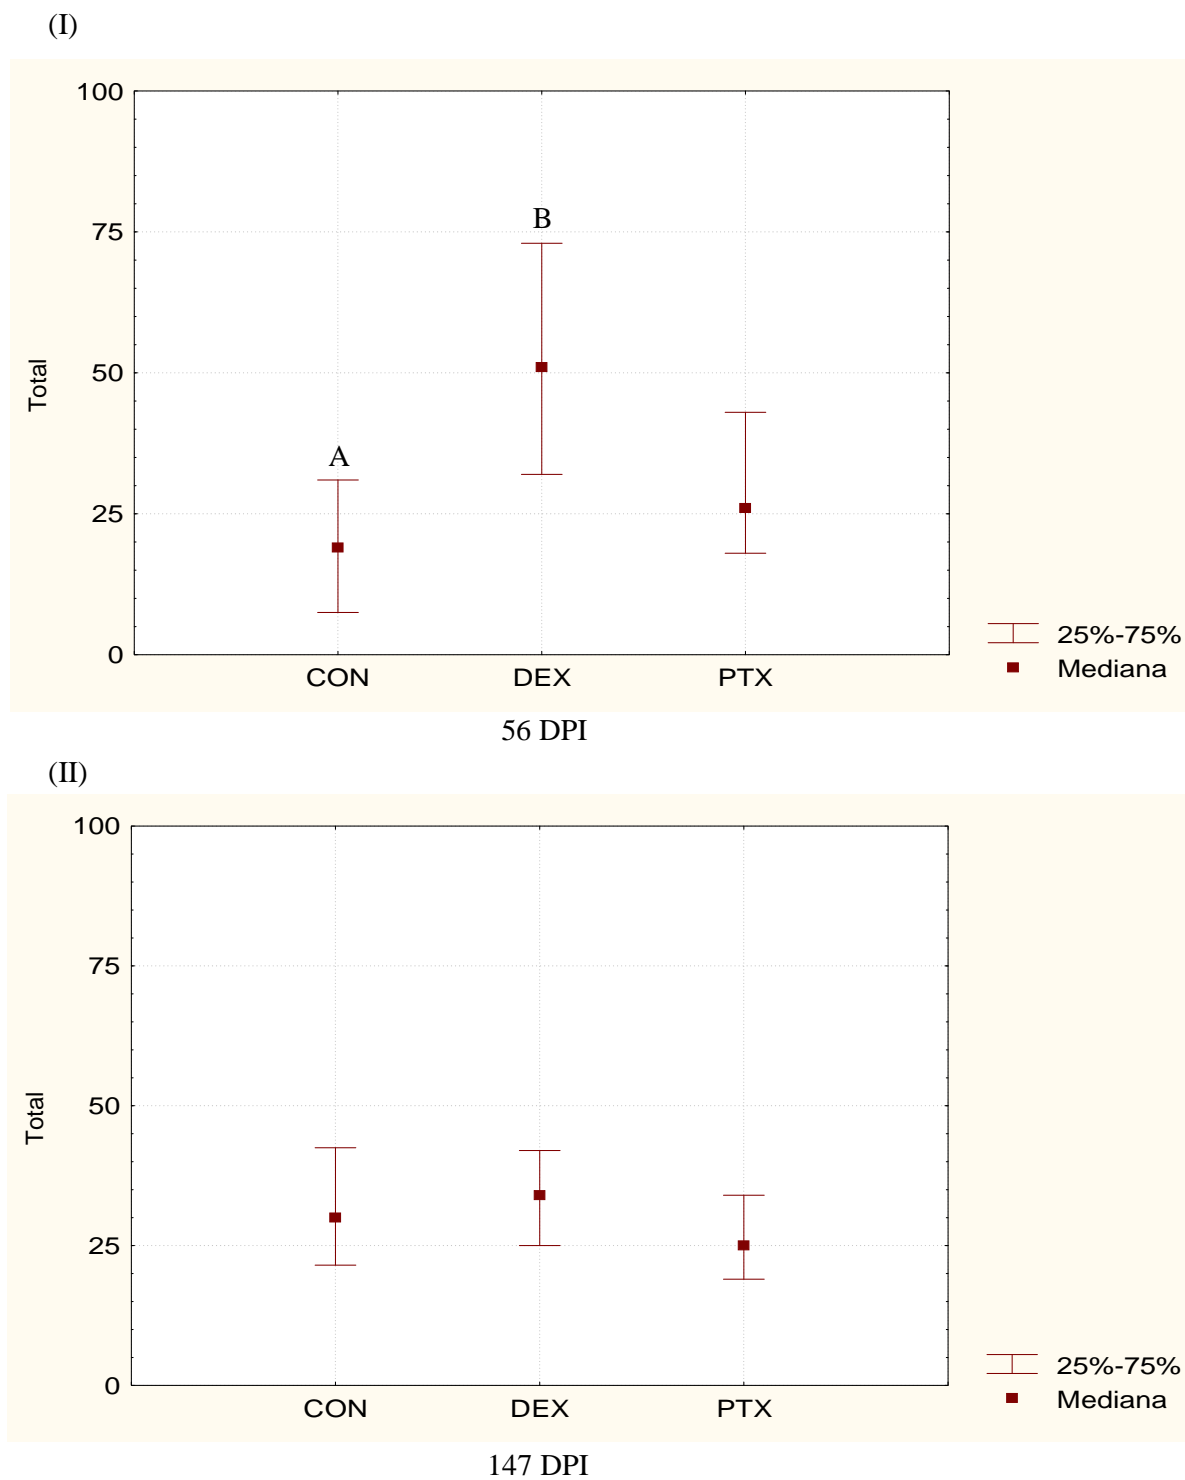 (I)
100
75
50
25
0
Total
A
B
CON DEX PTX
25%-75%
Mediana
56 DPI
(II)
100
75
50
25
0
Total
CON DEX PTX
25%-75%
Mediana
147 DPI